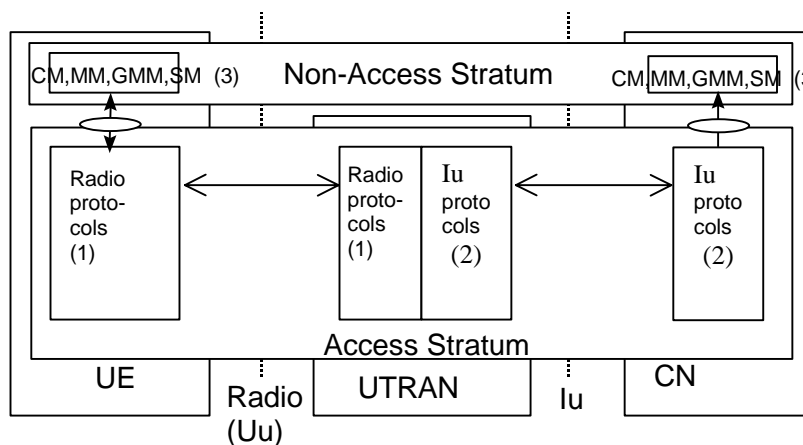 CM,MM,GMM,SM (3)
Non-Access Stratum
CM,MM,GMM,SM (3
Radio
proto-
cols
(1)
Radio
proto-
cols
(1)
Iu
proto
cols
(2)
Iu
proto
cols
(2)
Access Stratum
UE
Radio
(Uu)
UTRAN
Iu
CN